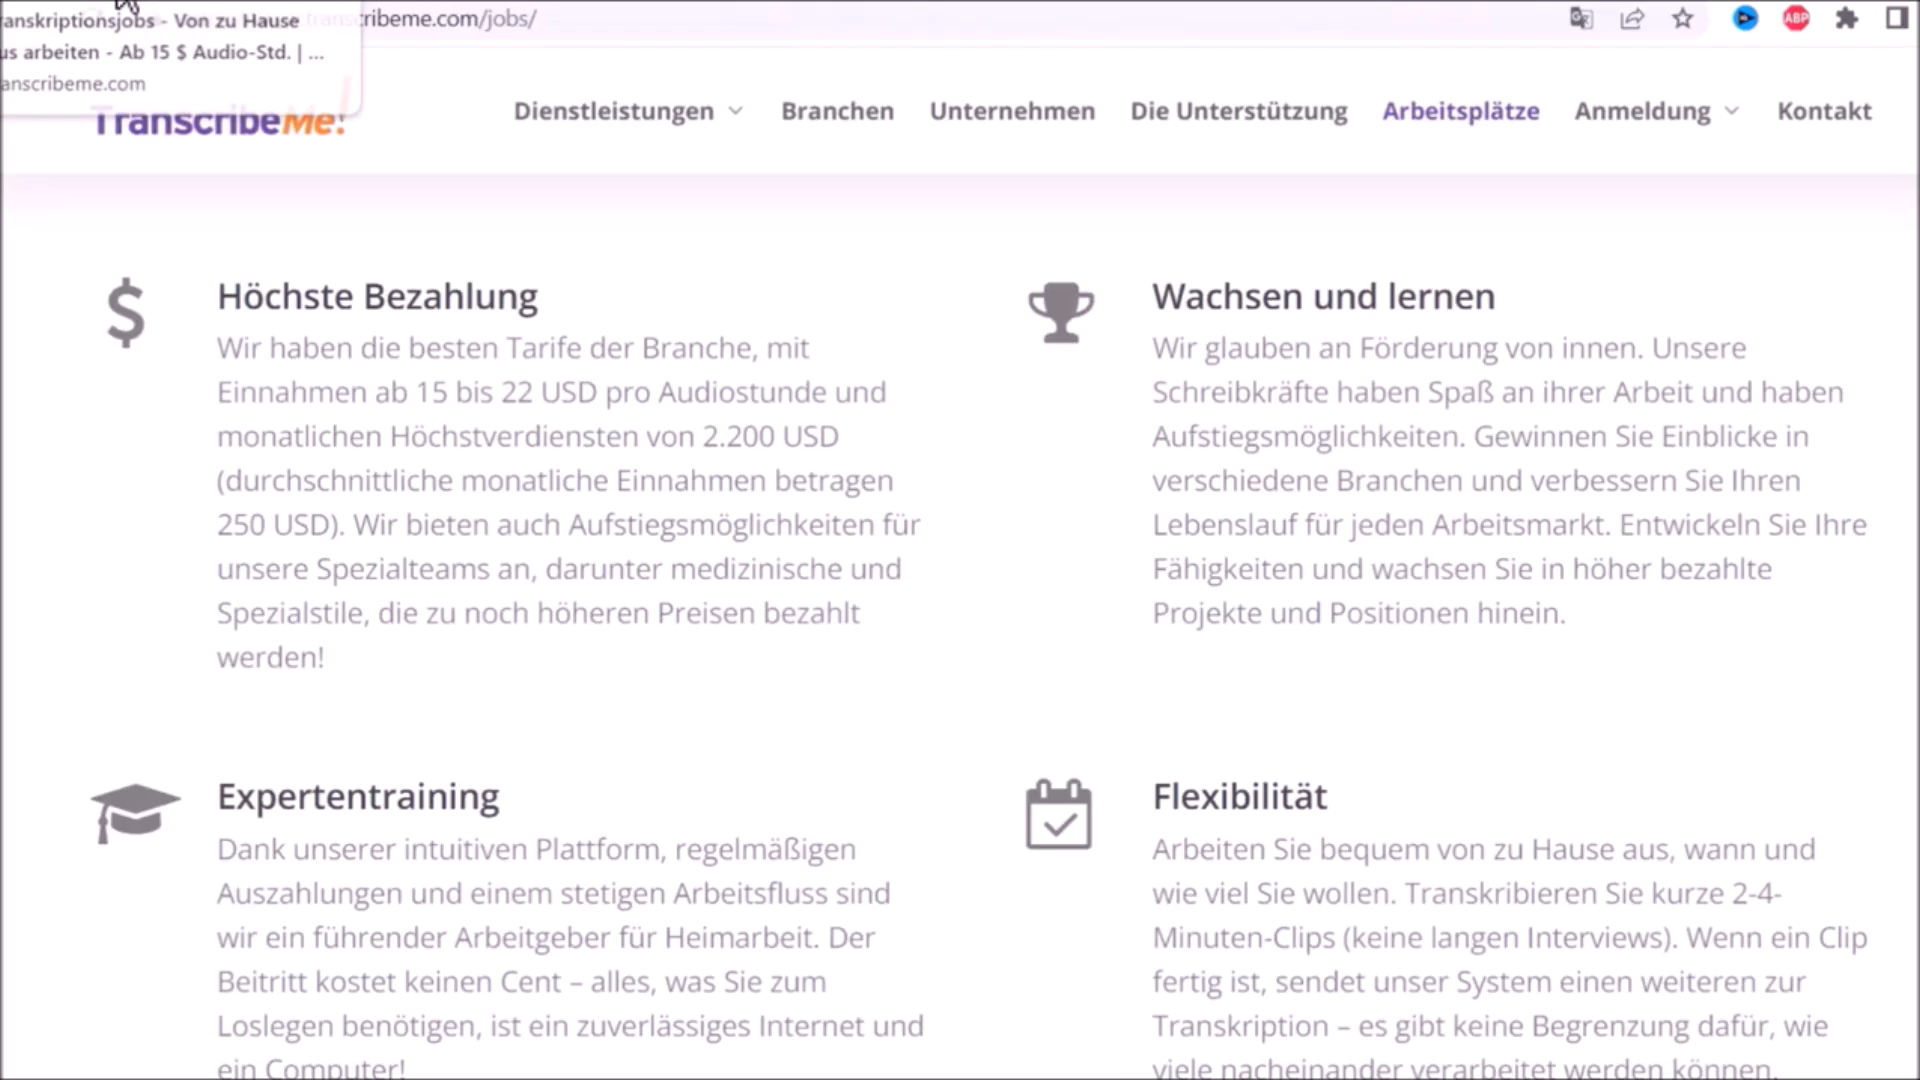 anskriptionsjobs - Von zu Hause
us arbeiten - Ab 15 $ Audio-Std. | ...
anscribeme.com
transcribeme.com/jobs/
ABP
TranscribeMe!
Dienstleistungen
Branchen
Unternehmen
Die Unterstützung
Arbeitsplätze
Anmeldung
Kontakt
Höchste Bezahlung
Wir haben die besten Tarife der Branche, mit
Einnahmen ab 15 bis 22 USD pro Audiostunde und
monatlichen Höchstverdiensten von 2.200 USD
(durchschnittliche monatliche Einnahmen betragen
250 USD). Wir bieten auch Aufstiegsmöglichkeiten für
unsere Spezialteams an, darunter medizinische und
Spezialstile, die zu noch höheren Preisen bezahlt
werden!
Wachsen und lernen
Wir glauben an Förderung von innen. Unsere
Schreibkräfte haben Spaß an ihrer Arbeit und haben
Aufstiegsmöglichkeiten. Gewinnen Sie Einblicke in
verschiedene Branchen und verbessern Sie Ihren
Lebenslauf für jeden Arbeitsmarkt. Entwickeln Sie Ihre
Fähigkeiten und wachsen Sie in höher bezahlte
Projekte und Positionen hinein.
Expertentraining
Dank unserer intuitiven Plattform, regelmäßigen
Auszahlungen und einem stetigen Arbeitsfluss sind
wir ein führender Arbeitgeber für Heimarbeit. Der
Beitritt kostet keinen Cent – alles, was Sie zum
Loslegen benötigen, ist ein zuverlässiges Internet und
ein Computer!
Flexibilität
Arbeiten Sie bequem von zu Hause aus, wann und
wie viel Sie wollen. Transkribieren Sie kurze 2-4-
Minuten-Clips (keine langen Interviews). Wenn ein Clip
fertig ist, sendet unser System einen weiteren zur
Transkription – es gibt keine Begrenzung dafür, wie
viele nacheinander verarbeitet werden können.